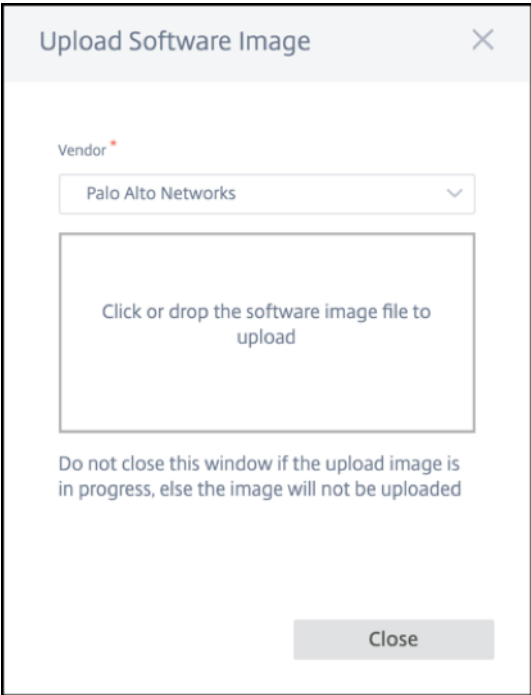 Upload Software Image
Vendor *
Palo Alto Networks
Click or drop the software image file to
upload
Do not close this window if the upload image is
in progress, else the image will not be uploaded
Close